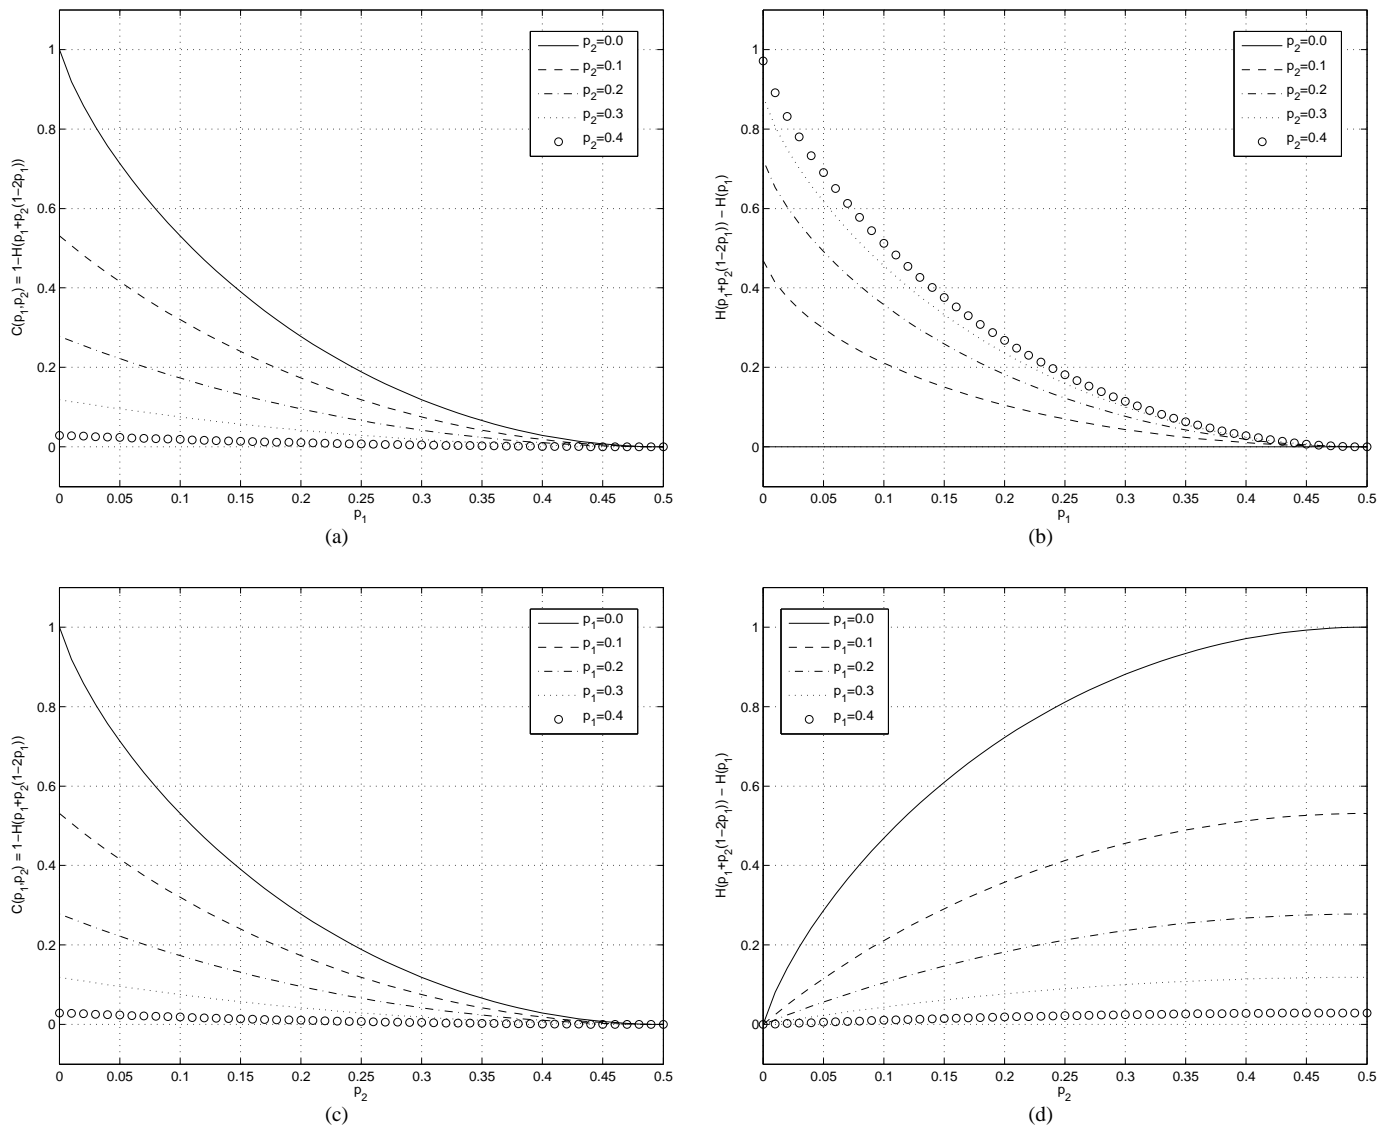 C(p₁,p₂) = 1−H(p₁+p₂(1−2p₁))
1
0.8
0.6
0.4
0.2
0
0 0.05 0.1 0.15 0.2 0.25 0.3 0.35 0.4 0.45 0.5
p₁
p₂=0.0
p₂=0.1
p₂=0.2
p₂=0.3
p₂=0.4
(a)
H(p₁+p₂(1−2p₁)) − H(p₁)
1
0.8
0.6
0.4
0.2
0
0 0.05 0.1 0.15 0.2 0.25 0.3 0.35 0.4 0.45 0.5
p₁
p₂=0.0
p₂=0.1
p₂=0.2
p₂=0.3
p₂=0.4
(b)
C(p₁,p₂) = 1−H(p₁+p₂(1−2p₁))
1
0.8
0.6
0.4
0.2
0
0 0.05 0.1 0.15 0.2 0.25 0.3 0.35 0.4 0.45 0.5
p₂
p₁=0.0
p₁=0.1
p₁=0.2
p₁=0.3
p₁=0.4
(c)
H(p₁+p₂(1−2p₁)) − H(p₁)
1
0.8
0.6
0.4
0.2
0
0 0.05 0.1 0.15 0.2 0.25 0.3 0.35 0.4 0.45 0.5
p₂
p₁=0.0
p₁=0.1
p₁=0.2
p₁=0.3
p₁=0.4
(d)